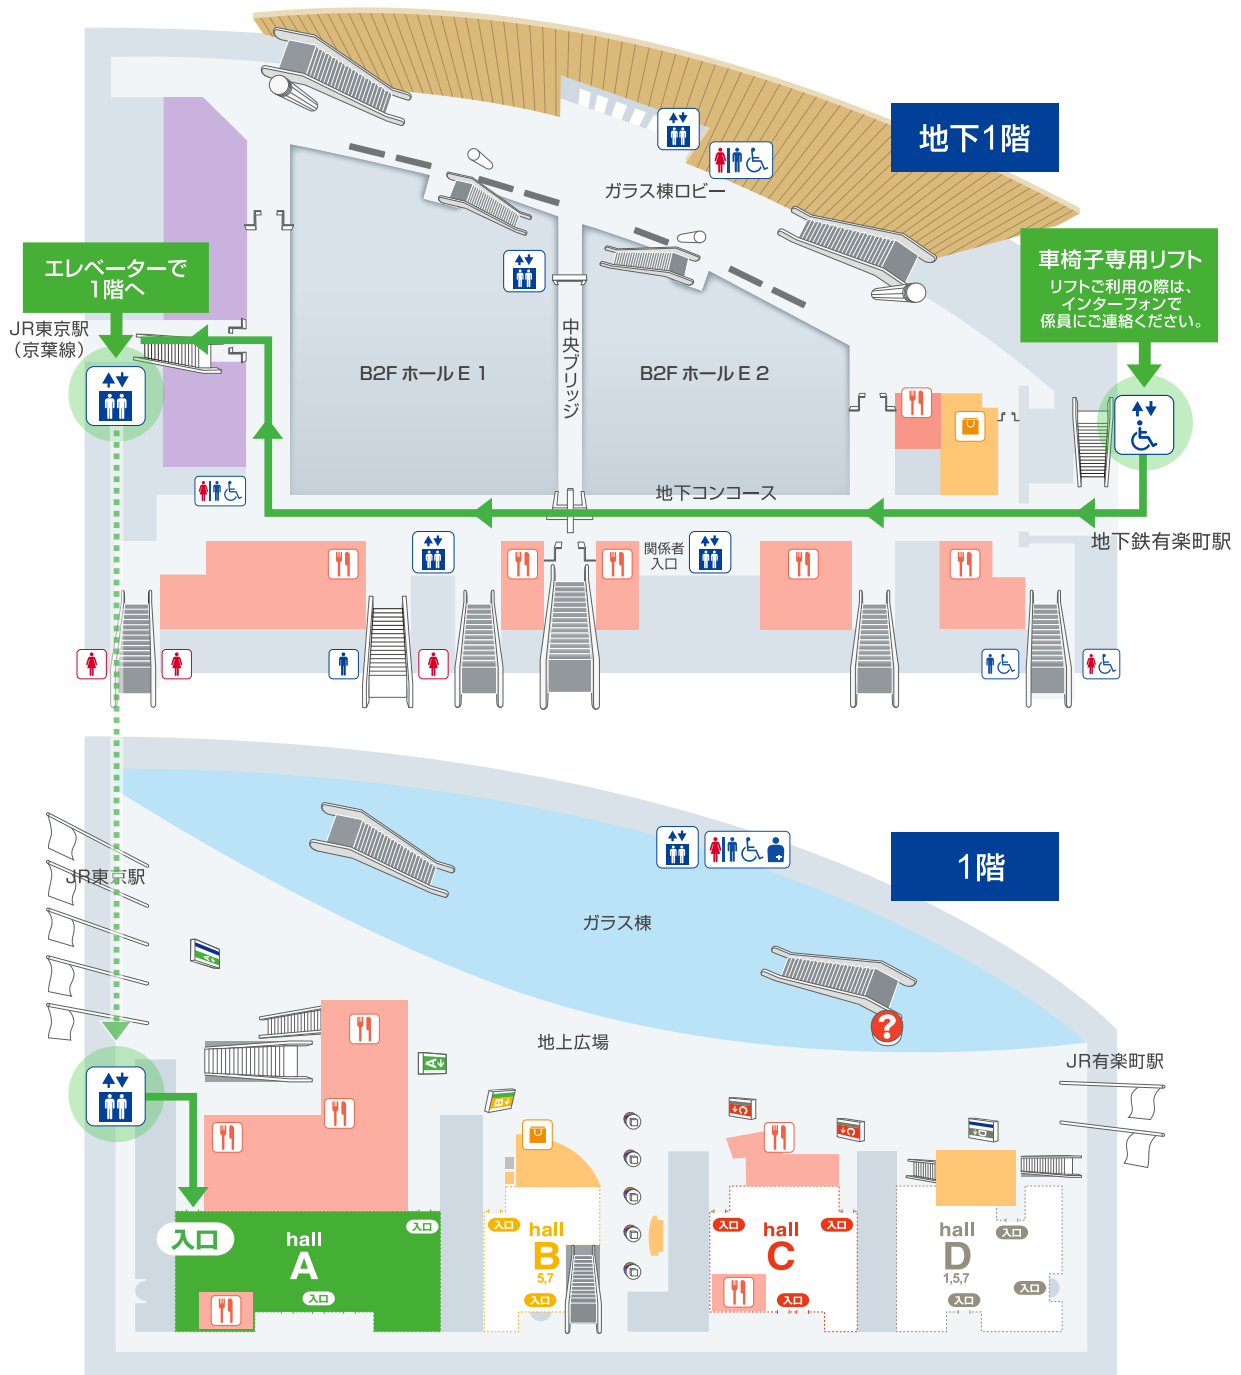 地下1階
ガラス棟ロビー
エレベーターで
1階へ
車椅子専用リフト
リフトご利用の際は、
インターフォンで
係員にご連絡ください。
JR東京駅
（京葉線）
中央ブリッジ
B2F ホール E 1
B2F ホール E 2
地下コンコース
関係者
入口
地下鉄有楽町駅
1階
JR東京駅
ガラス棟
A
?
地上広場
A
JR有楽町駅
B
C
C
D
入口
hall
A
入口
入口
入口
hall
B
5,7
入口
入口
hall
C
入口
入口
hall
D
1,5,7
入口
入口
入口